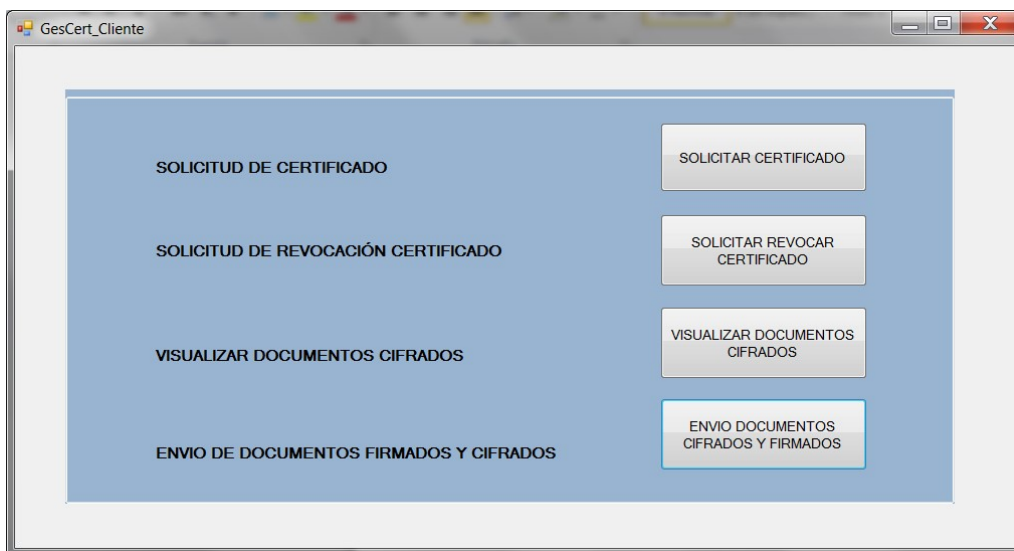 GesCert_Cliente
SOLICITUD DE CERTIFICADO
SOLICITAR CERTIFICADO
SOLICITUD DE REVOCACIÓN CERTIFICADO
SOLICITAR REVOCAR
CERTIFICADO
VISUALIZAR DOCUMENTOS CIFRADOS
VISUALIZAR DOCUMENTOS
CIFRADOS
ENVIO DE DOCUMENTOS FIRMADOS Y CIFRADOS
ENVIO DOCUMENTOS
CIFRADOS Y FIRMADOS